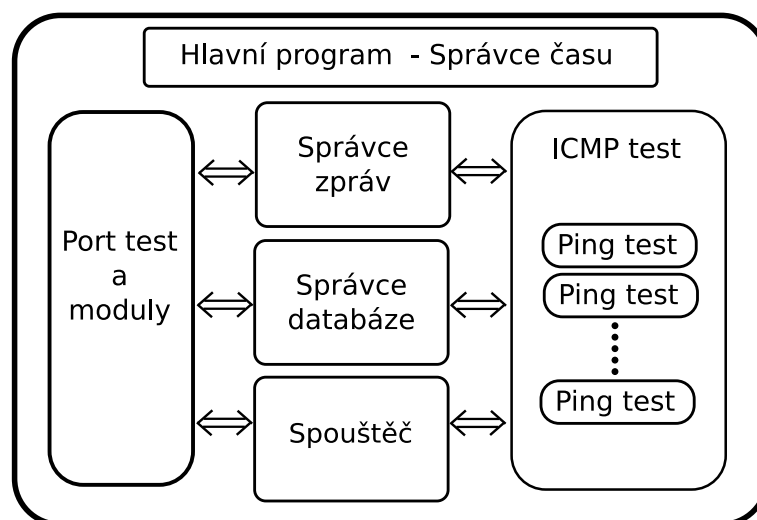 Hlavní program - Správce času
Port test
a
moduly
Správce
zpráv
Správce
databáze
Spouštěč
ICMP test
Ping test
Ping test
Ping test